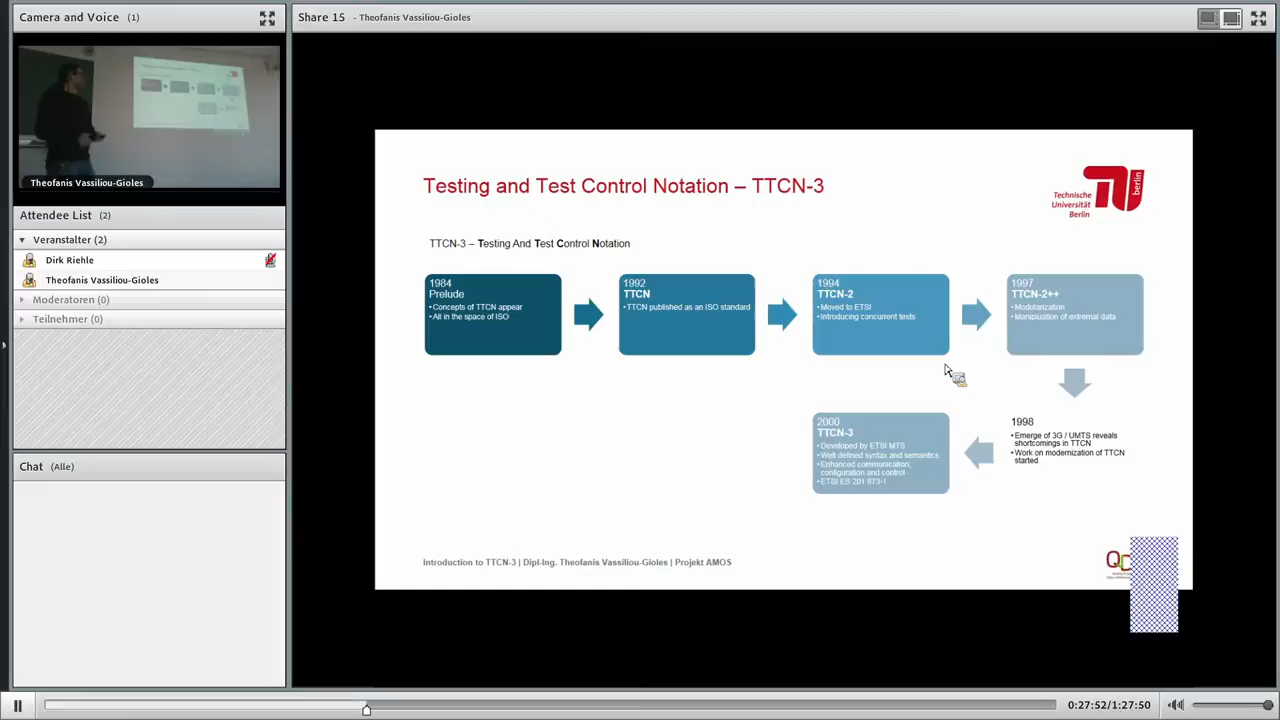 Camera and Voice (1)
Share 15 - Theofanis Vassiliou-Gioles
Theofanis Vassiliou-Gioles
Attendee List (2)
Veranstalter (2)
Dirk Riehle
Theofanis Vassiliou-Gioles
Moderatoren (0)
Teilnehmer (0)
Chat (Alle)
Testing and Test Control Notation – TTCN-3
Technische
Universität
Berlin
berlin
TTCN-3 – Testing And Test Control Notation
1984
Prelude
•Concepts of TTCN appear
•All in the space of ISO
1992
TTCN
•TTCN published as an ISO standard
1994
TTCN-2
•Moved to ETSI
•Introducing concurrent tests
1997
TTCN-2++
•Modularization
•Manipluation of extremal data
1998
•Emerge of 3G / UMTS reveals
shortcomings in TTCN
•Work on modernization of TTCN
started
2000
TTCN-3
•Developed by ETSI MTS
•Well defined syntax and semantics
•Enhanced communication,
configuration and control
•ETSI ES 201 873-1
Introduction to TTCN-3 | Dipl-Ing. Theofanis Vassiliou-Gioles | Projekt AMOS
0:27:52/1:27:50